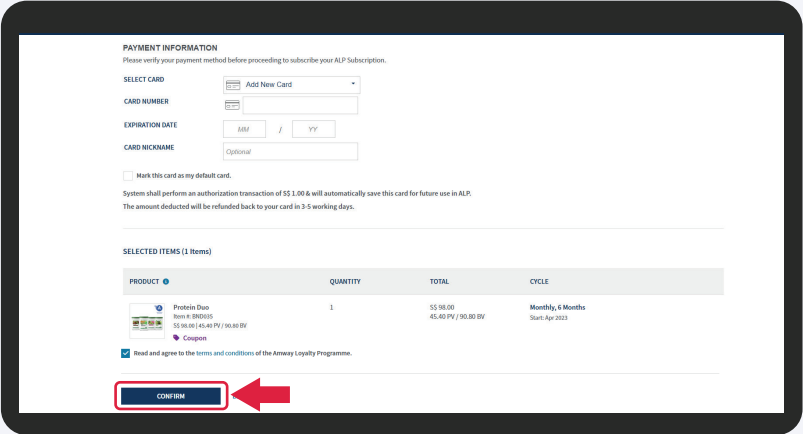 PAYMENT INFORMATION
Please verify your payment method before proceeding to subscribe your ALP Subscription.
SELECT CARD
Add New Card
CARD NUMBER
EXPIRATION DATE
MM / YY
CARD NICKNAME
Optional
Mark this card as my default card.
System shall perform an authorization transaction of S$ 1.00 & will automatically save this card for future use in ALP.
The amount deducted will be refunded back to your card in 3-5 working days.
SELECTED ITEMS (1 Items)
PRODUCT QUANTITY TOTAL CYCLE
Protein Duo 1 S$ 98.00 Monthly, 6 Months
Item #: BND035 45.40 PV / 90.80 BV Start: Apr 2023
S$ 98.00 | 45.40 PV / 90.80 BV
Coupon
Read and agree to the terms and conditions of the Amway Loyalty Programme.
CONFIRM